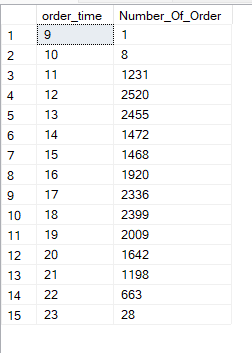 order_time Number_Of_Order
1 9 1
2 10 8
3 11 1231
4 12 2520
5 13 2455
6 14 1472
7 15 1468
8 16 1920
9 17 2336
10 18 2399
11 19 2009
12 20 1642
13 21 1198
14 22 663
15 23 28